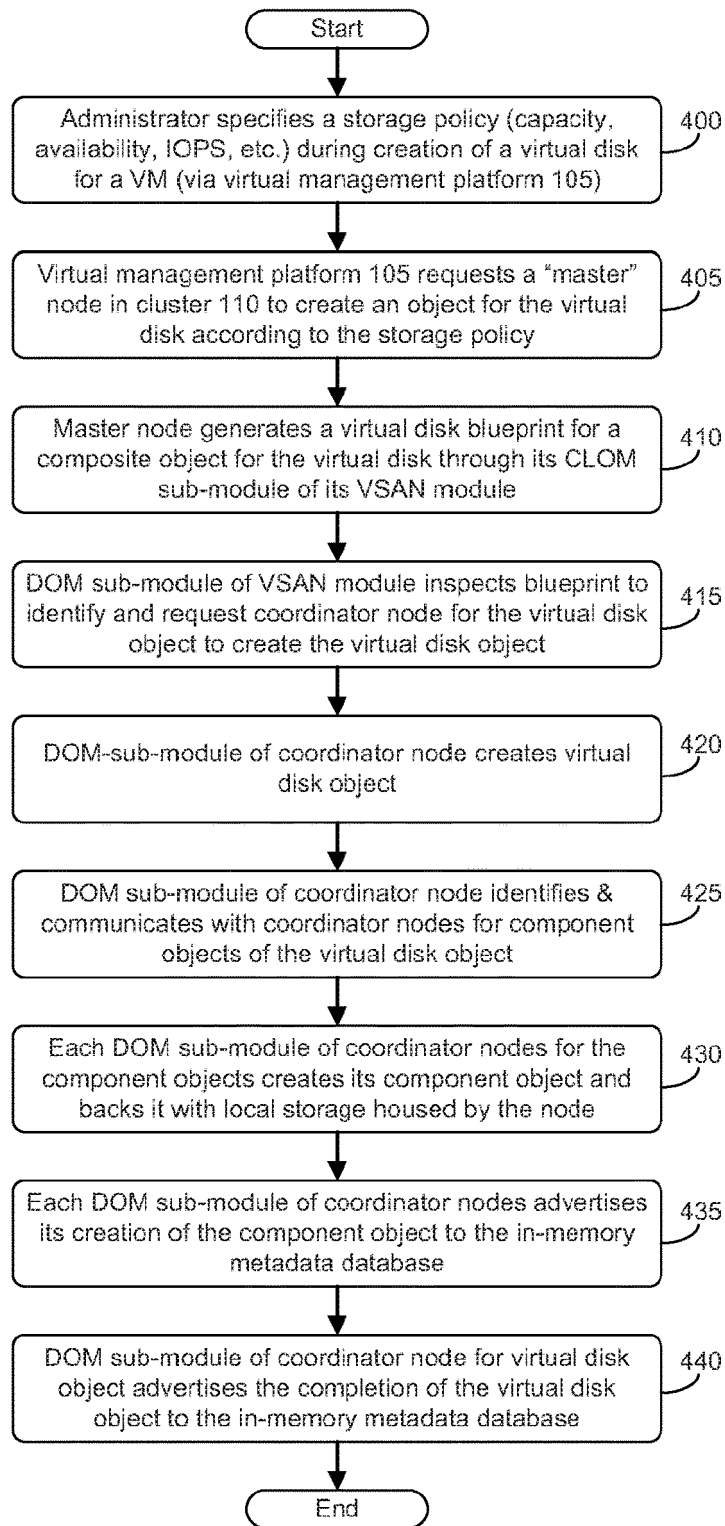 Start
Administrator specifies a storage policy (capacity,
availability, IOPS, etc.) during creation of a virtual disk
for a VM (via virtual management platform 105)
400
Virtual management platform 105 requests a “master”
node in cluster 110 to create an object for the virtual
disk according to the storage policy
405
Master node generates a virtual disk blueprint for a
composite object for the virtual disk through its CLOM
sub-module of its VSAN module
410
DOM sub-module of VSAN module inspects blueprint to
identify and request coordinator node for the virtual disk
object to create the virtual disk object
415
DOM-sub-module of coordinator node creates virtual
disk object
420
DOM sub-module of coordinator node identifies &
communicates with coordinator nodes for component
objects of the virtual disk object
425
Each DOM sub-module of coordinator nodes for the
component objects creates its component object and
backs it with local storage housed by the node
430
Each DOM sub-module of coordinator nodes advertises
its creation of the component object to the in-memory
metadata database
435
DOM sub-module of coordinator node for virtual disk
object advertises the completion of the virtual disk
object to the in-memory metadata database
440
End